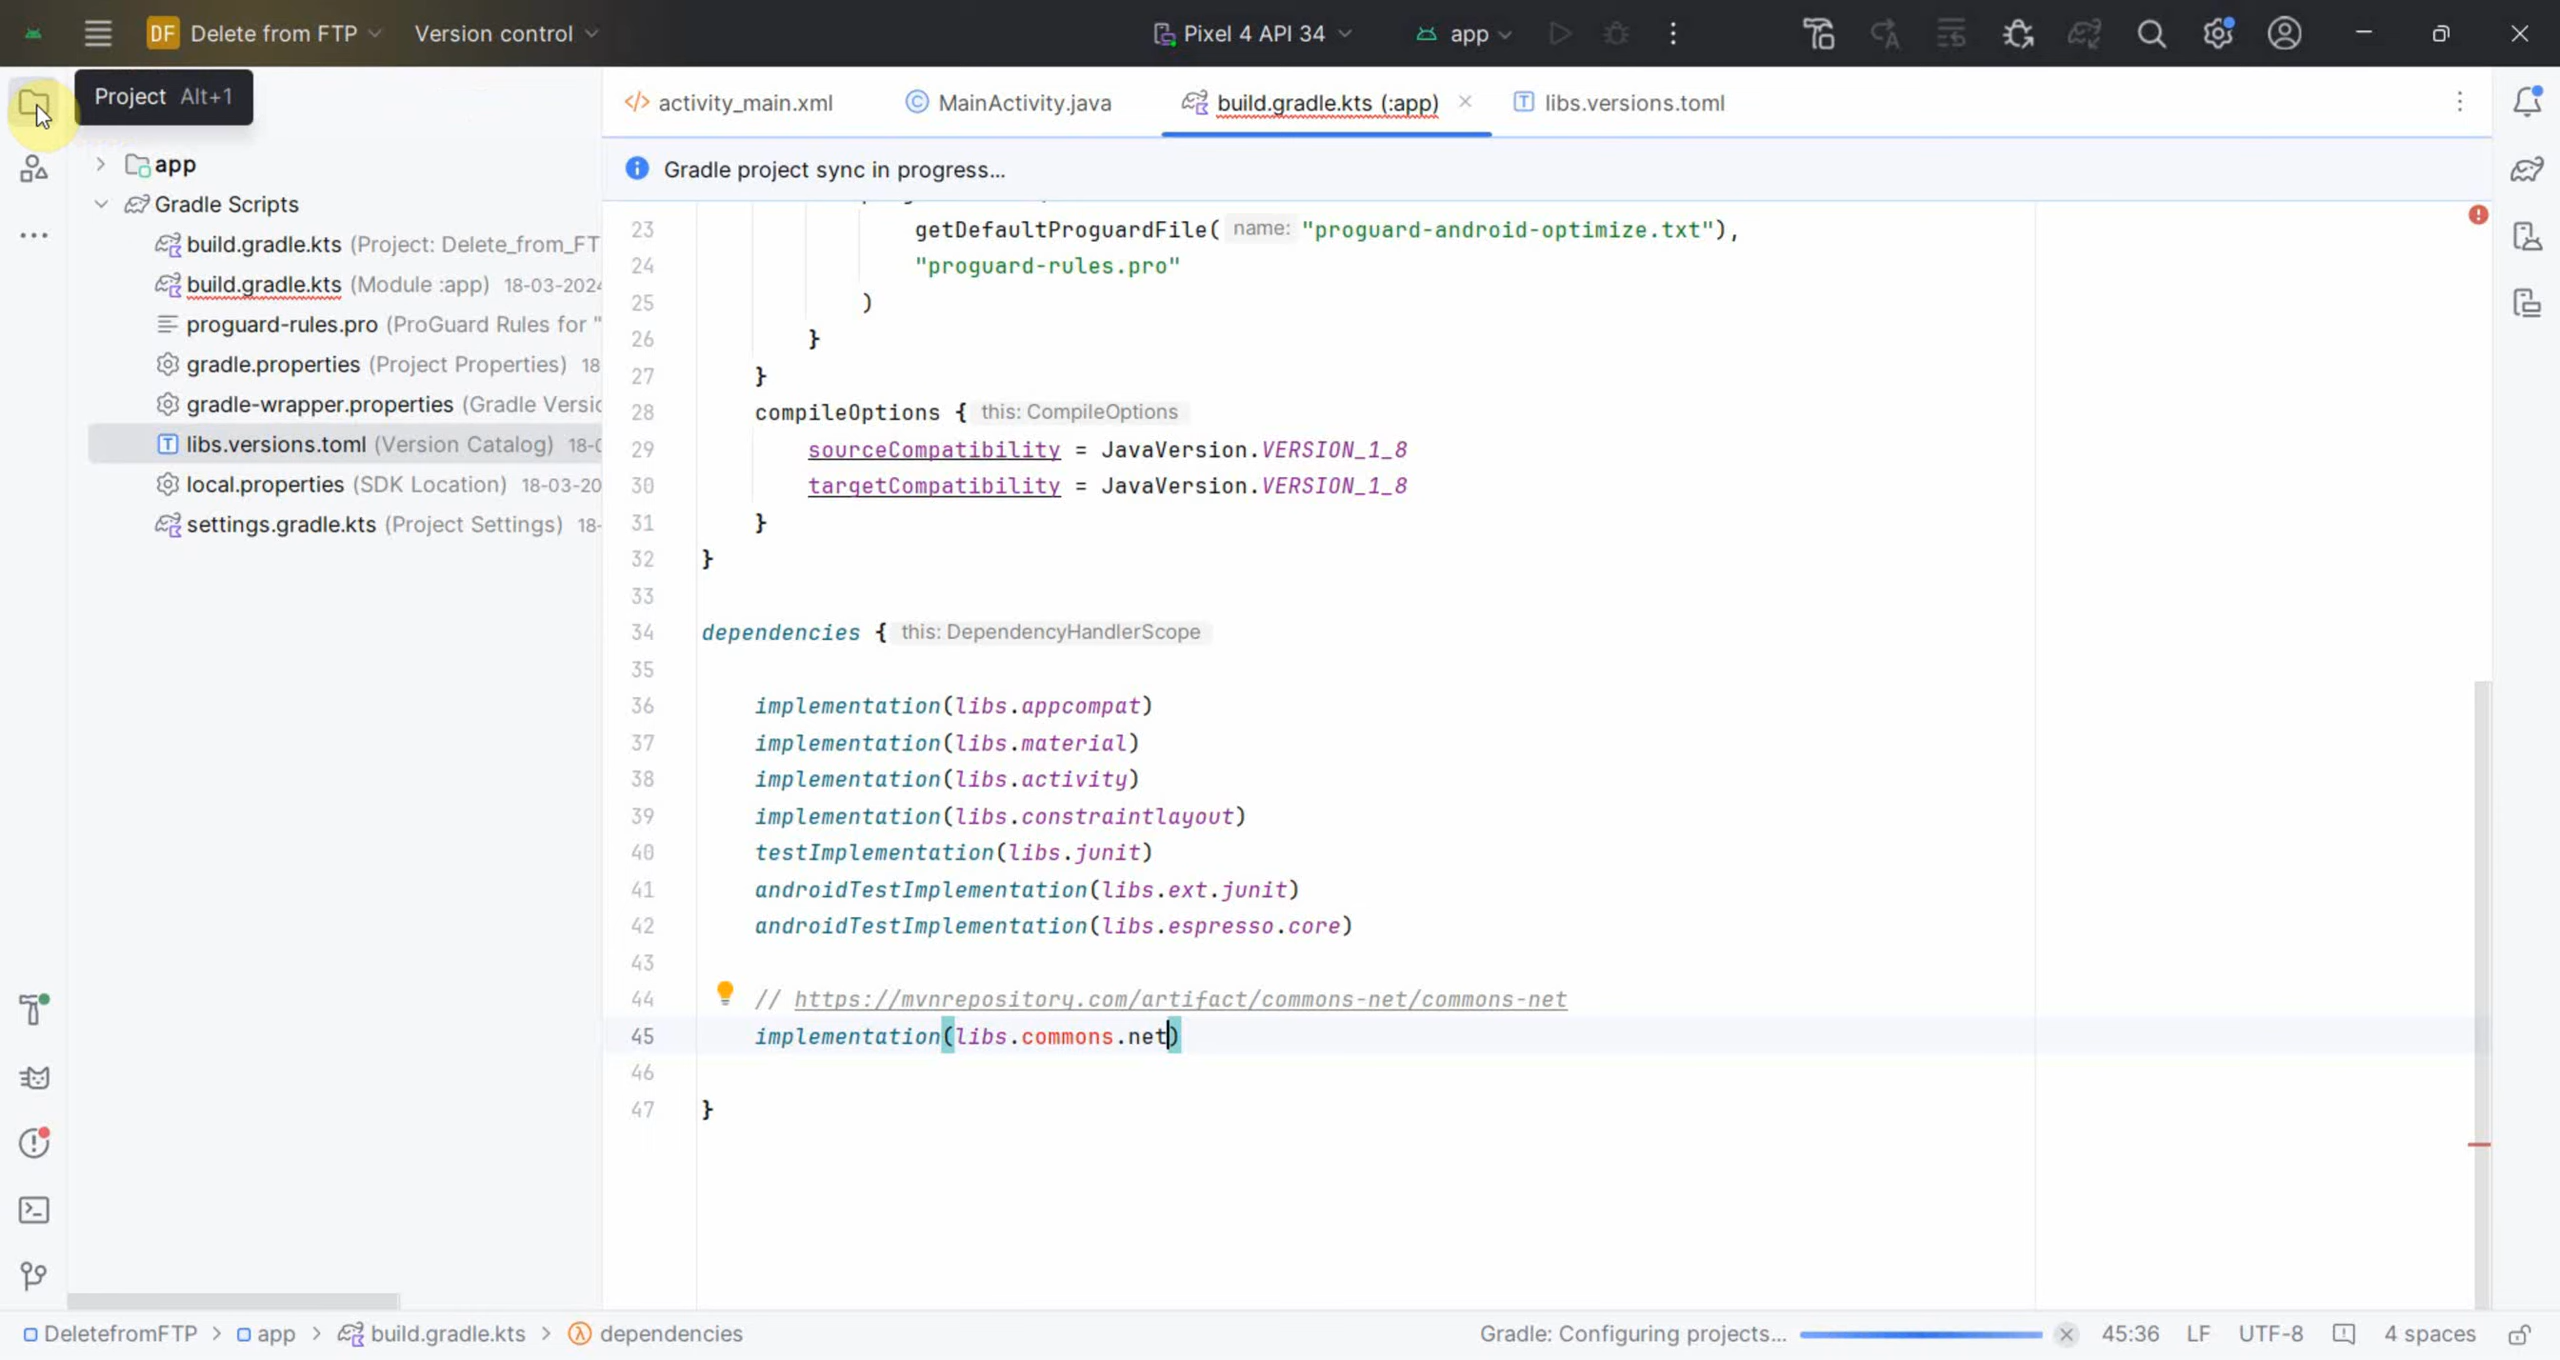 DF Delete from FTP Version control Pixel 4 API 34 app
Project Alt+1
activity_main.xml MainActivity.java build.gradle.kts (:app) libs.versions.toml
Gradle project sync in progress...
app
Gradle Scripts
build.gradle.kts (Project: Delete_from_FT
build.gradle.kts (Module :app) 18-03-2024
proguard-rules.pro (ProGuard Rules for "
gradle.properties (Project Properties) 18
gradle-wrapper.properties (Gradle Versio
libs.versions.toml (Version Catalog) 18-0
local.properties (SDK Location) 18-03-20
settings.gradle.kts (Project Settings) 18-
23 getDefaultProguardFile( name: "proguard-android-optimize.txt"),
24 "proguard-rules.pro"
25 )
26 }
27 }
28 compileOptions { this: CompileOptions
29 sourceCompatibility = JavaVersion.VERSION_1_8
30 targetCompatibility = JavaVersion.VERSION_1_8
31 }
32 }
33
34 dependencies { this: DependencyHandlerScope
35
36 implementation(libs.appcompat)
37 implementation(libs.material)
38 implementation(libs.activity)
39 implementation(libs.constraintlayout)
40 testImplementation(libs.junit)
41 androidTestImplementation(libs.ext.junit)
42 androidTestImplementation(libs.espresso.core)
43
44 // https://mvnrepository.com/artifact/commons-net/commons-net
45 implementation(libs.commons.net)
46
47 }
DeletefromFTP > app > build.gradle.kts > dependencies Gradle: Configuring projects... 45:36 LF UTF-8 4 spaces